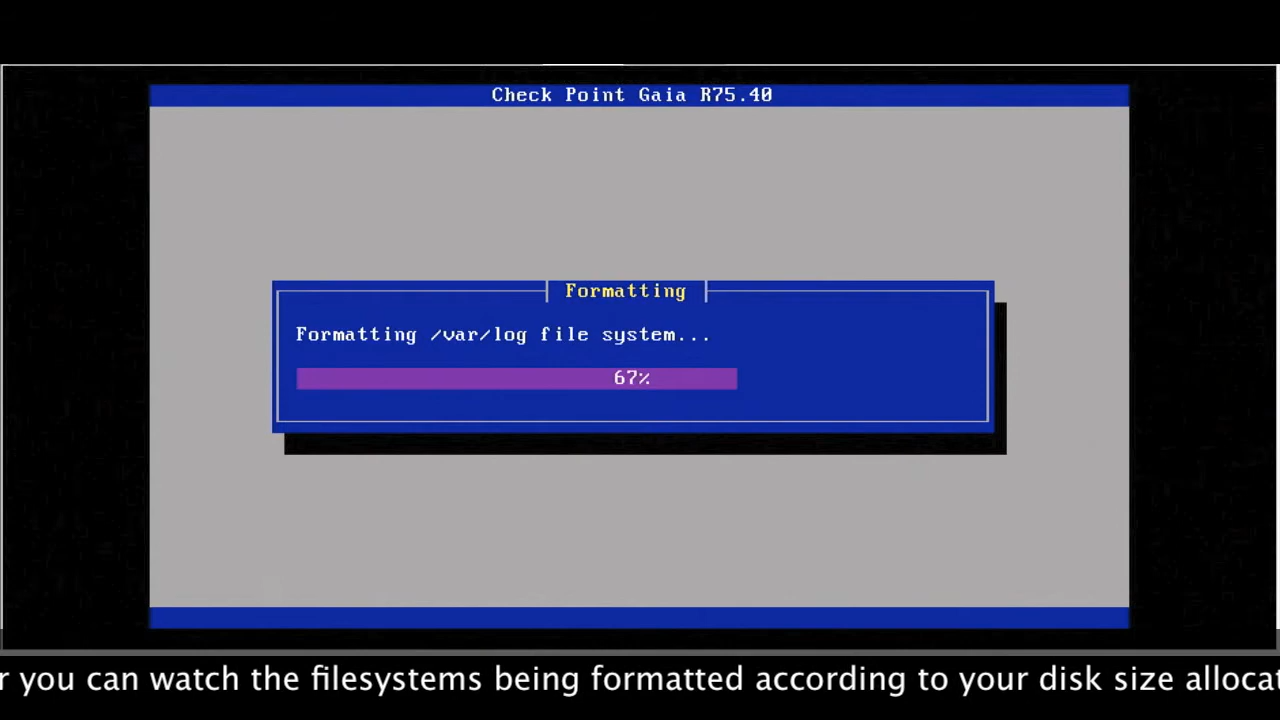 Check Point Gaia R75.40
Formatting
Formatting /var/log file system...
67%
you can watch the filesystems being formatted according to your disk size